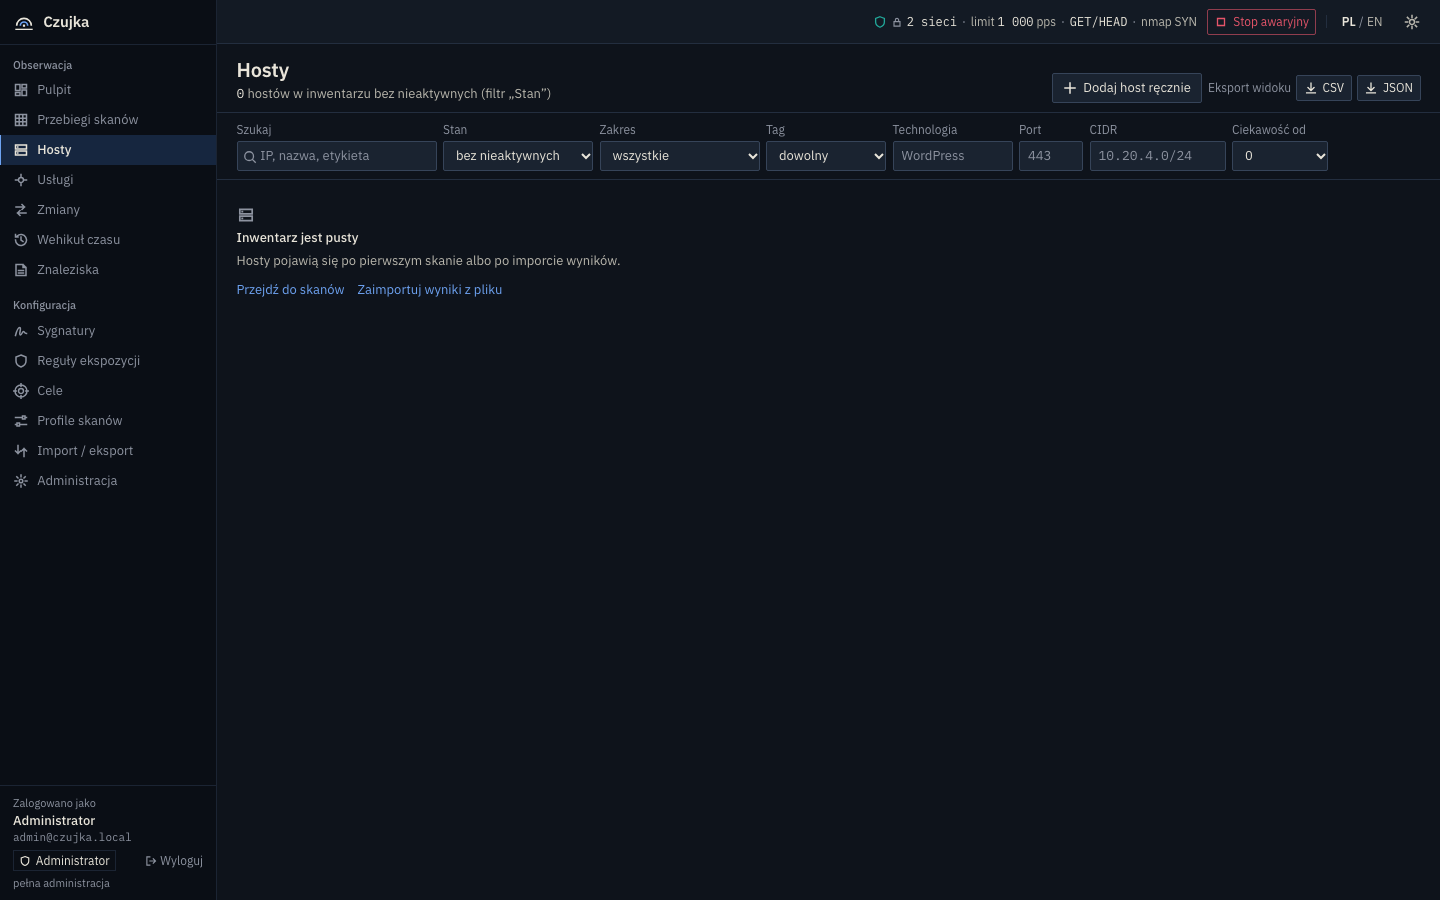 Czujka
2 sieci · limit 1 000 pps · GET/HEAD · nmap SYN
Stop awaryjny
PL / EN
Obserwacja
Pulpit
Przebiegi skanów
Hosty
Usługi
Zmiany
Wehikuł czasu
Znaleziska
Konfiguracja
Sygnatury
Reguły ekspozycji
Cele
Profile skanów
Import / eksport
Administracja
Zalogowano jako
Administrator
admin@czujka.local
Administrator
Wyloguj
pełna administracja
Hosty
0 hostów w inwentarzu bez nieaktywnych (filtr „Stan”)
Dodaj host ręcznie
Eksport widoku
CSV
JSON
Szukaj
IP, nazwa, etykieta
Stan
bez nieaktywnych
Zakres
wszystkie
Tag
dowolny
Technologia
WordPress
Port
443
CIDR
10.20.4.0/24
Ciekawość od
0
Inwentarz jest pusty
Hosty pojawią się po pierwszym skanie albo po imporcie wyników.
Przejdź do skanów
Zaimportuj wyniki z pliku